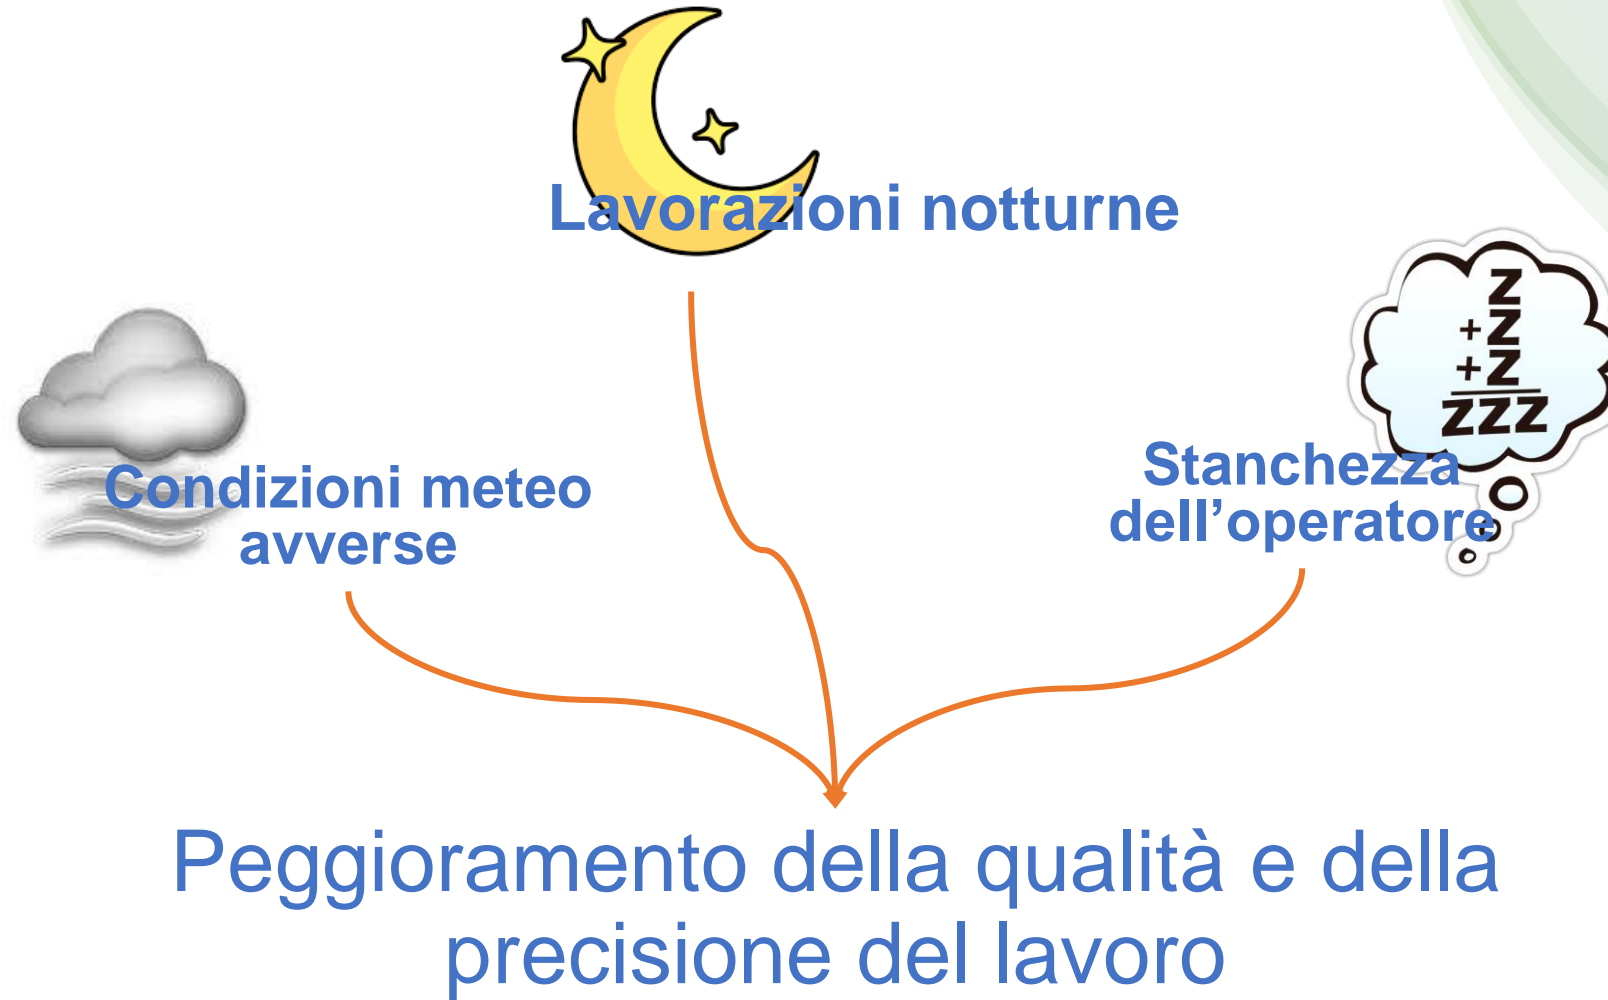 Lavorazioni notturne
Condizioni meteo
avverse
Z
+Z
+Z
ZZZ
Stanchezza
dell’operatore
Peggioramento della qualità e della
precisione del lavoro